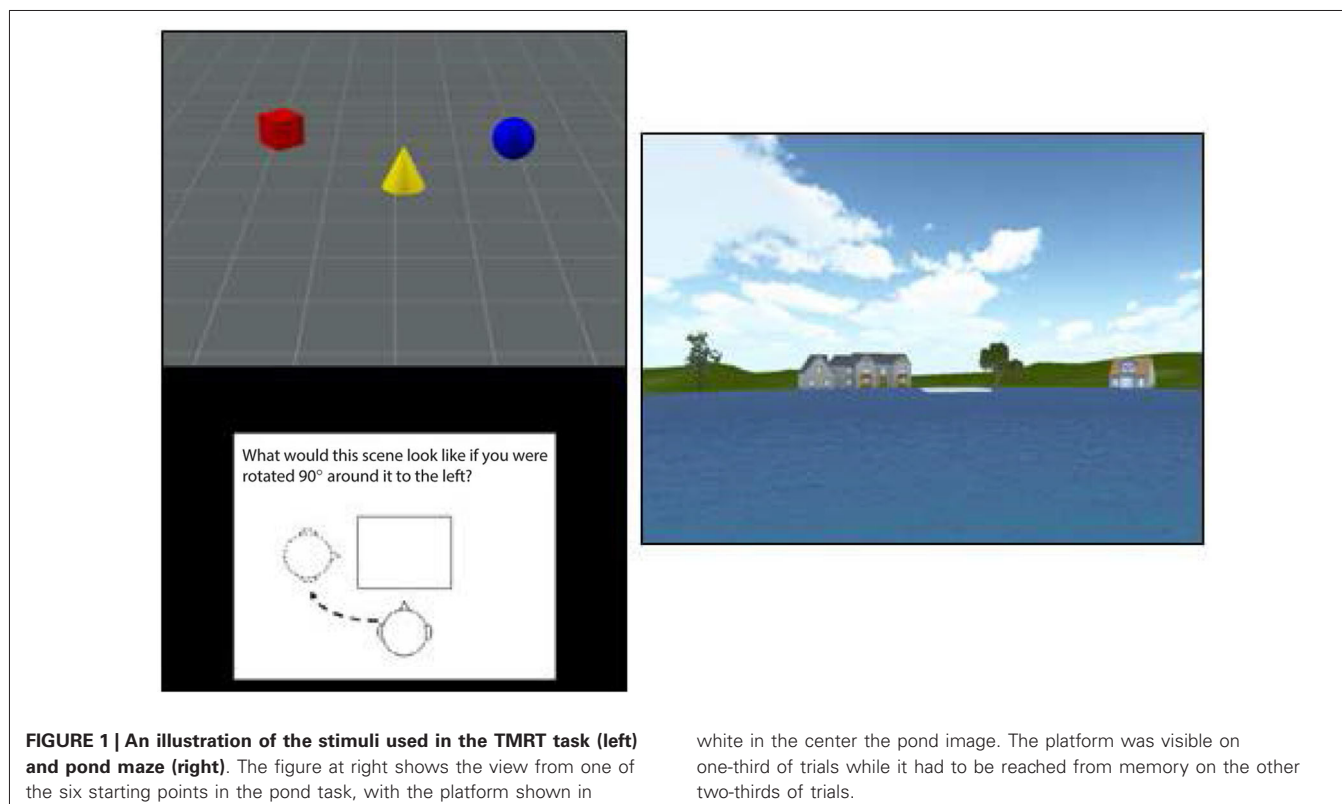 What would this scene look like if you were
rotated 90° around it to the left?
FIGURE 1 | An illustration of the stimuli used in the TMRT task (left)
and pond maze (right). The figure at right shows the view from one of
the six starting points in the pond task, with the platform shown in
white in the center the pond image. The platform was visible on
one-third of trials while it had to be reached from memory on the other
two-thirds of trials.